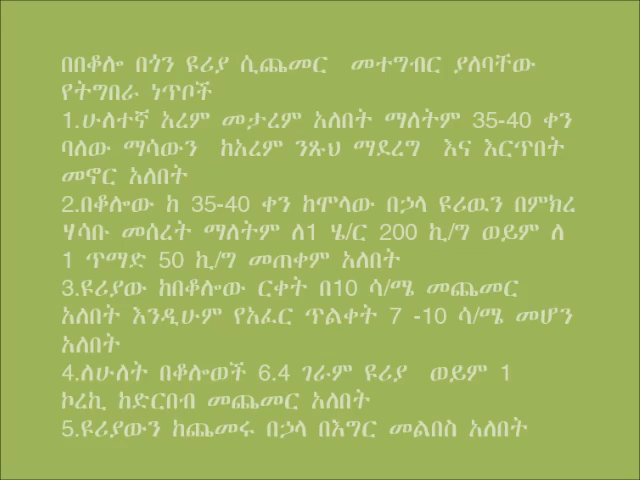 በበቆሎ በጎን ዩሪያ ሲጨመር መተግብር ያለባቸው
የትግበራ ነጥቦች
1.ሁለተኛ አረም መታረም አለበት ማለትም 35-40 ቀን
ባለው ማሳውን ከአረም ንጹህ ማደረግ እና እርጥበት
መኖር አለበት
2.በቆሎው ከ 35-40 ቀን ከሞላው በኃላ ዩሪዉን በምክረ
ሃሳቡ መሰረት ማለትም ለ1 ሄ/ር 200 ኪ/ግ ወይም ለ
1 ጥማድ 50 ኪ/ግ መጠቀም አለበት
3.ዩሪያው ከበቆሎው ርቀት በ10 ሳ/ሜ መጨመር
አለበት እንዲሁም የአፈር ጥልቀት 7 -10 ሳ/ሜ መሆን
አለበት
4.ለሁለት በቆሎወች 6.4 ገራም ዩሪያ ወይም 1
ኮረኪ ከድርበብ መጨመር አለበት
5.ዩሪያውን ከጨመሩ በኃላ በእግር መልበስ አለበት